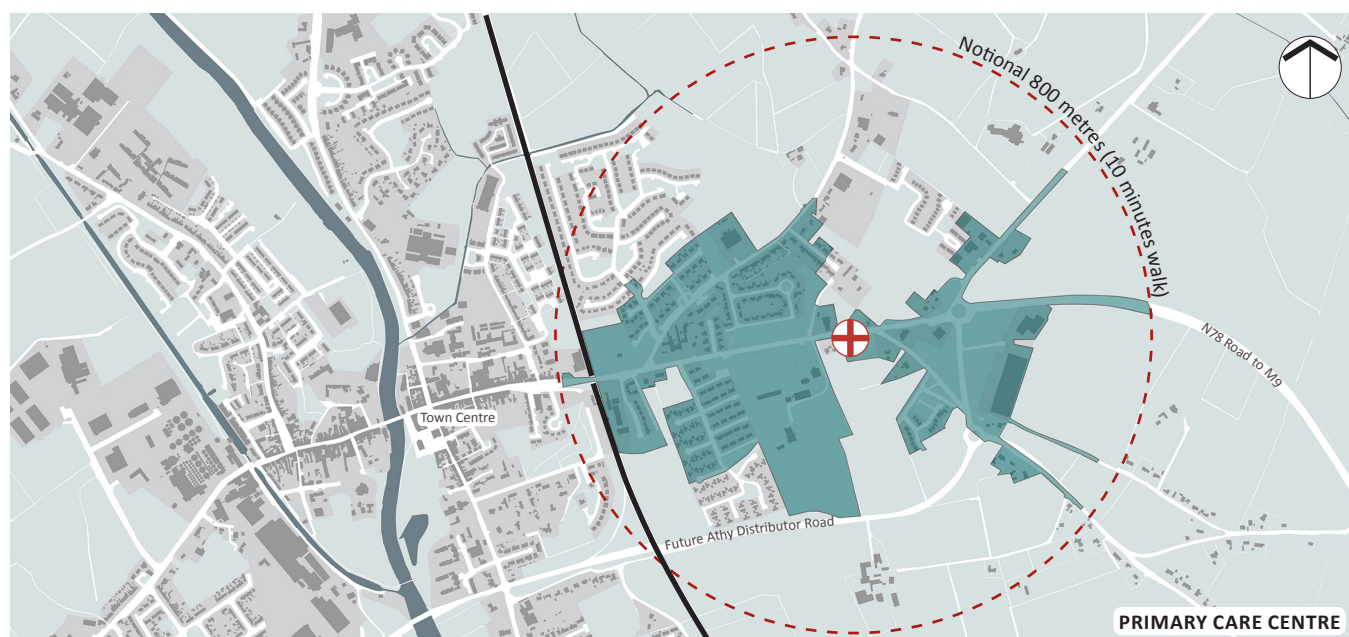 Notional 800 metres (10 minutes walk)
N78 Road to M9
Town Centre
Future Athy Distributor Road
PRIMARY CARE CENTRE